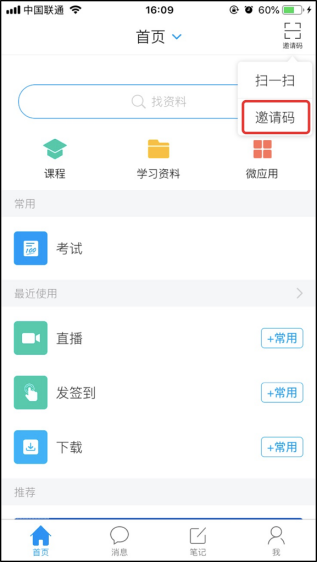 中国联通
16:09
60%
首页
邀请码
扫一扫
邀请码
找资料
课程
学习资料
微应用
常用
100
考试
最近使用
直播
+常用
发签到
+常用
下载
+常用
推荐
首页
消息
笔记
我